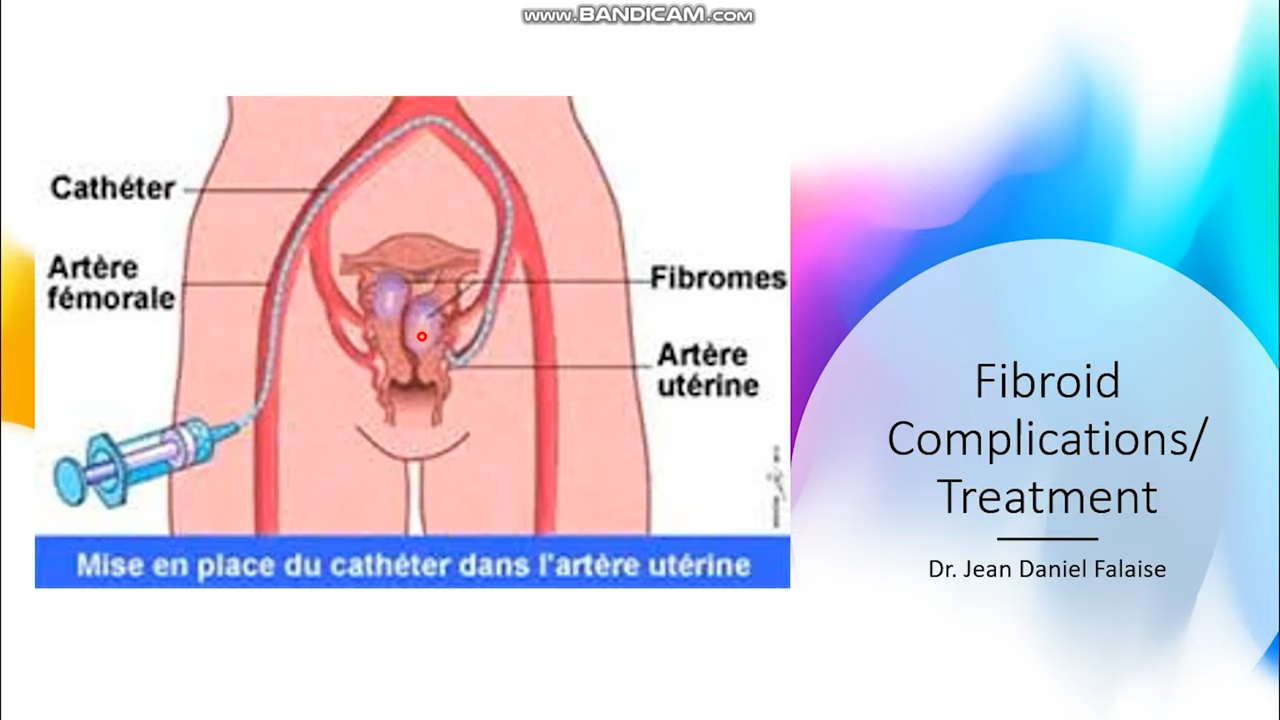 www.BANDICAM.com
Cathéter
Artère
fémorale
Fibromes
Artère
utérine
Mise en place du cathéter dans l'artère utérine
Fibroid
Complications/
Treatment
Dr. Jean Daniel Falaise